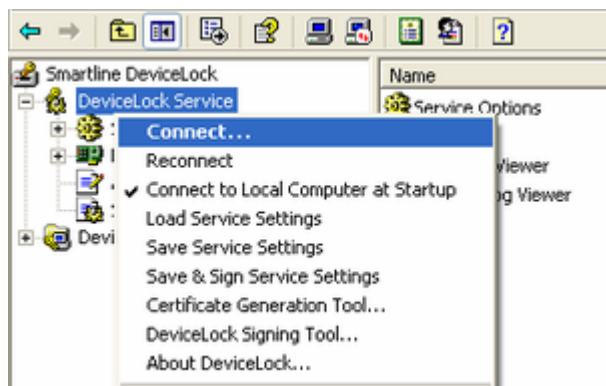 Smartline DeviceLock
Name
DeviceLock Service
Service Options
Connect...
Reconnect
Viewer
Connect to Local Computer at Startup
og Viewer
Load Service Settings
Devi
Save Service Settings
Save & Sign Service Settings
Certificate Generation Tool...
DeviceLock Signing Tool...
About DeviceLock...